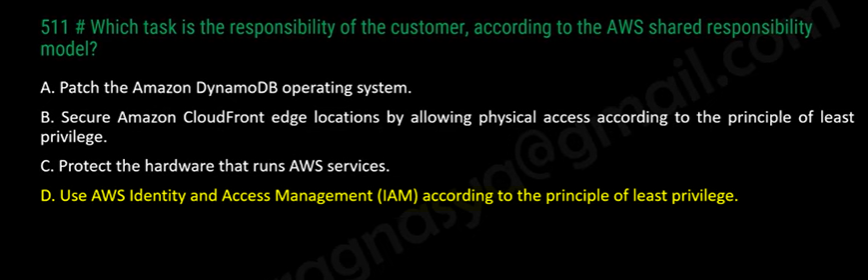 511 # Which task is the responsibility of the customer, according to the AWS shared responsibility
model?
A. Patch the Amazon DynamoDB operating system.
B. Secure Amazon CloudFront edge locations by allowing physical access according to the principle of least
privilege.
C. Protect the hardware that runs AWS services.
D. Use AWS Identity and Access Management (IAM) according to the principle of least privilege.